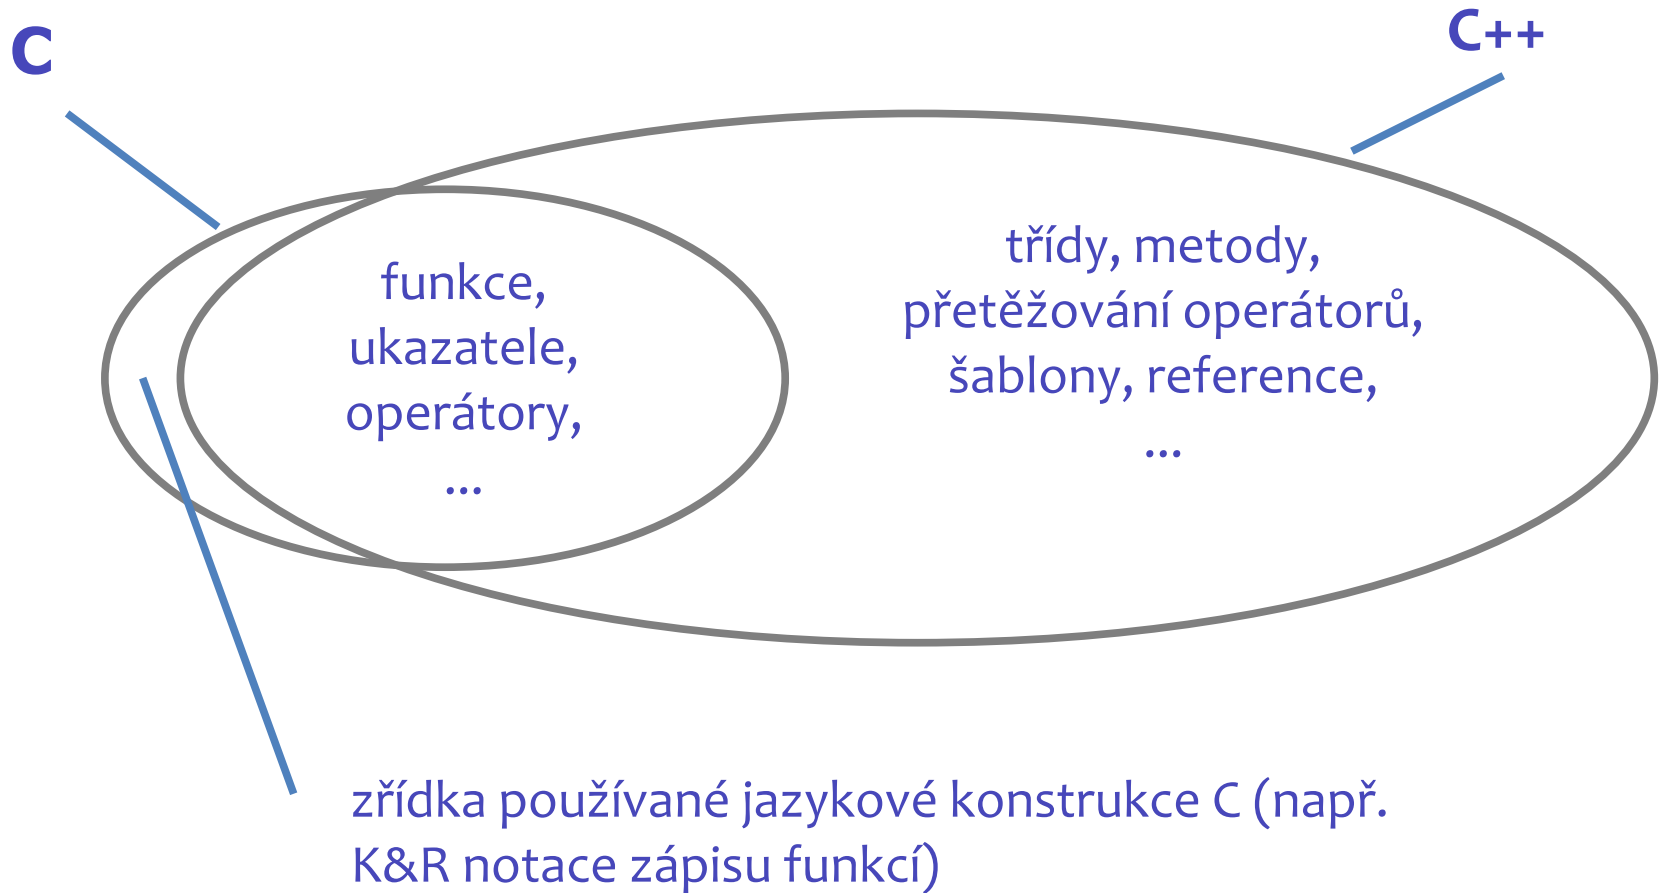 C
C++
funkce,
ukazatele,
operátory,
...
třídy, metody,
přetěžování operátorů,
šablony, reference,
...
zřídka používané jazykové konstrukce C (např.
K&R notace zápisu funkcí)